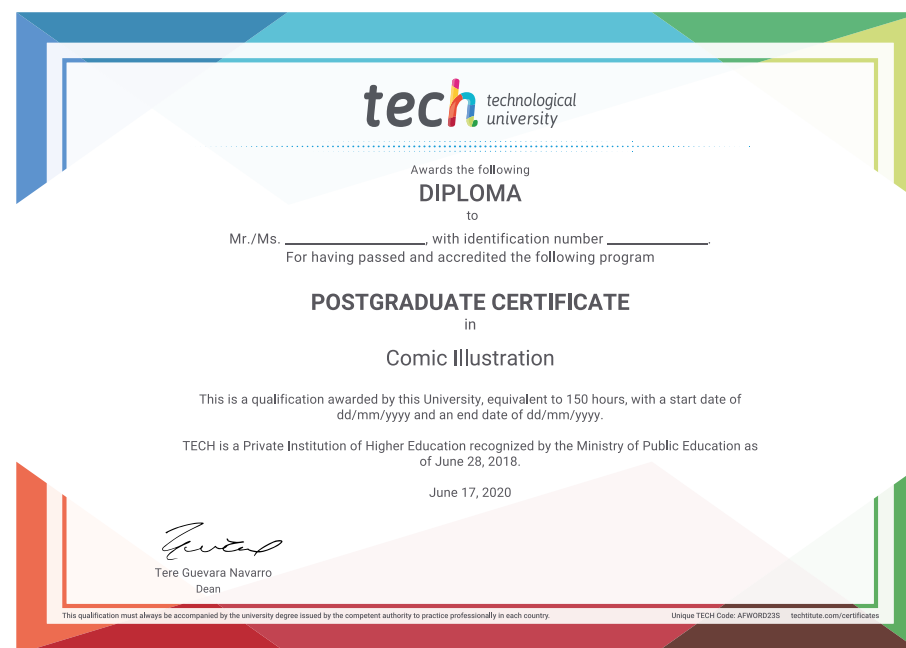 tech technological
university
Awards the following
DIPLOMA
to
Mr./Ms. ________________, with identification number ______________.
For having passed and accredited the following program
POSTGRADUATE CERTIFICATE
in
Comic Illustration
This is a qualification awarded by this University, equivalent to 150 hours, with a start date of
dd/mm/yyyy and an end date of dd/mm/yyyy.
TECH is a Private Institution of Higher Education recognized by the Ministry of Public Education as
of June 28, 2018.
June 17, 2020
Tere Guevara Navarro
Dean
This qualification must always be accompanied by the university degree issued by the competent authority to practice professionally in each country.
Unique TECH Code: AFWORD23S techtitute.com/certificates